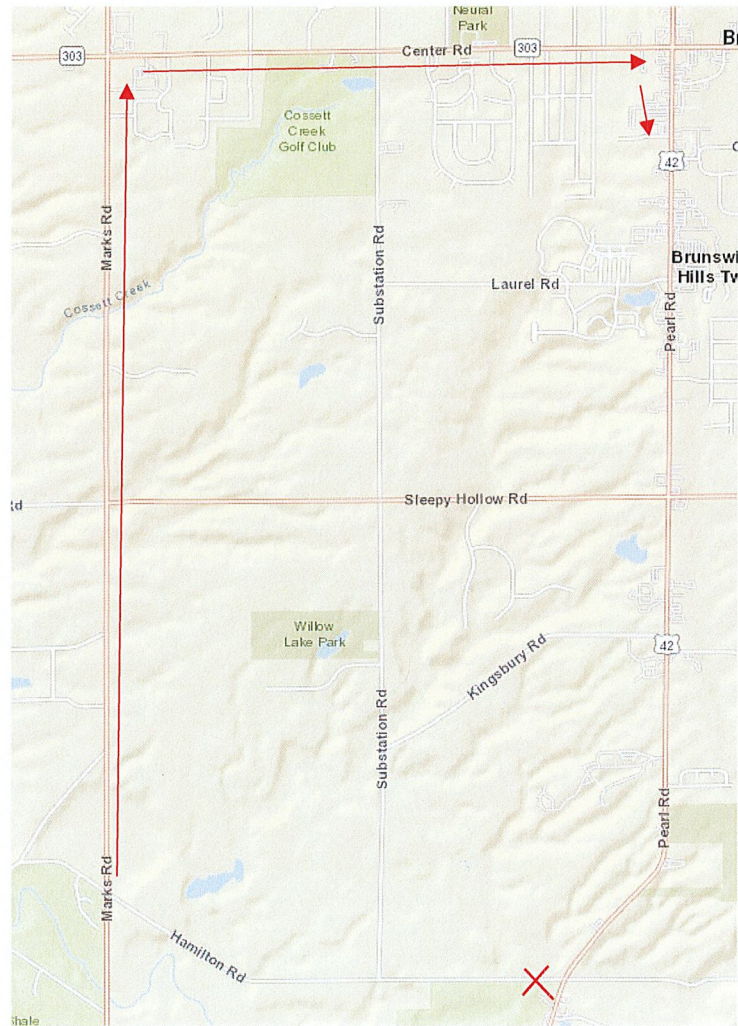 Neural
Park
303
Center Rd
303
Br
Cossett
Creek
Golf Club
42
Marks Rd
Substation Rd
Brunswi
Hills Tw
Laurel Rd
Cossett Creek
Pearl Rd
Rd
Sleepy Hollow Rd
Willow
Lake Park
Kingsbury Rd
42
Substation Rd
Pearl Rd
Marks Rd
Hamilton Rd
Shale